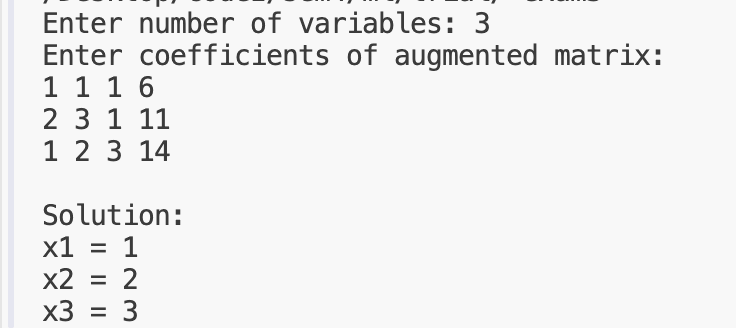 Enter number of variables: 3
Enter coefficients of augmented matrix:
1 1 1 6
2 3 1 11
1 2 3 14
Solution:
x1 = 1
x2 = 2
x3 = 3